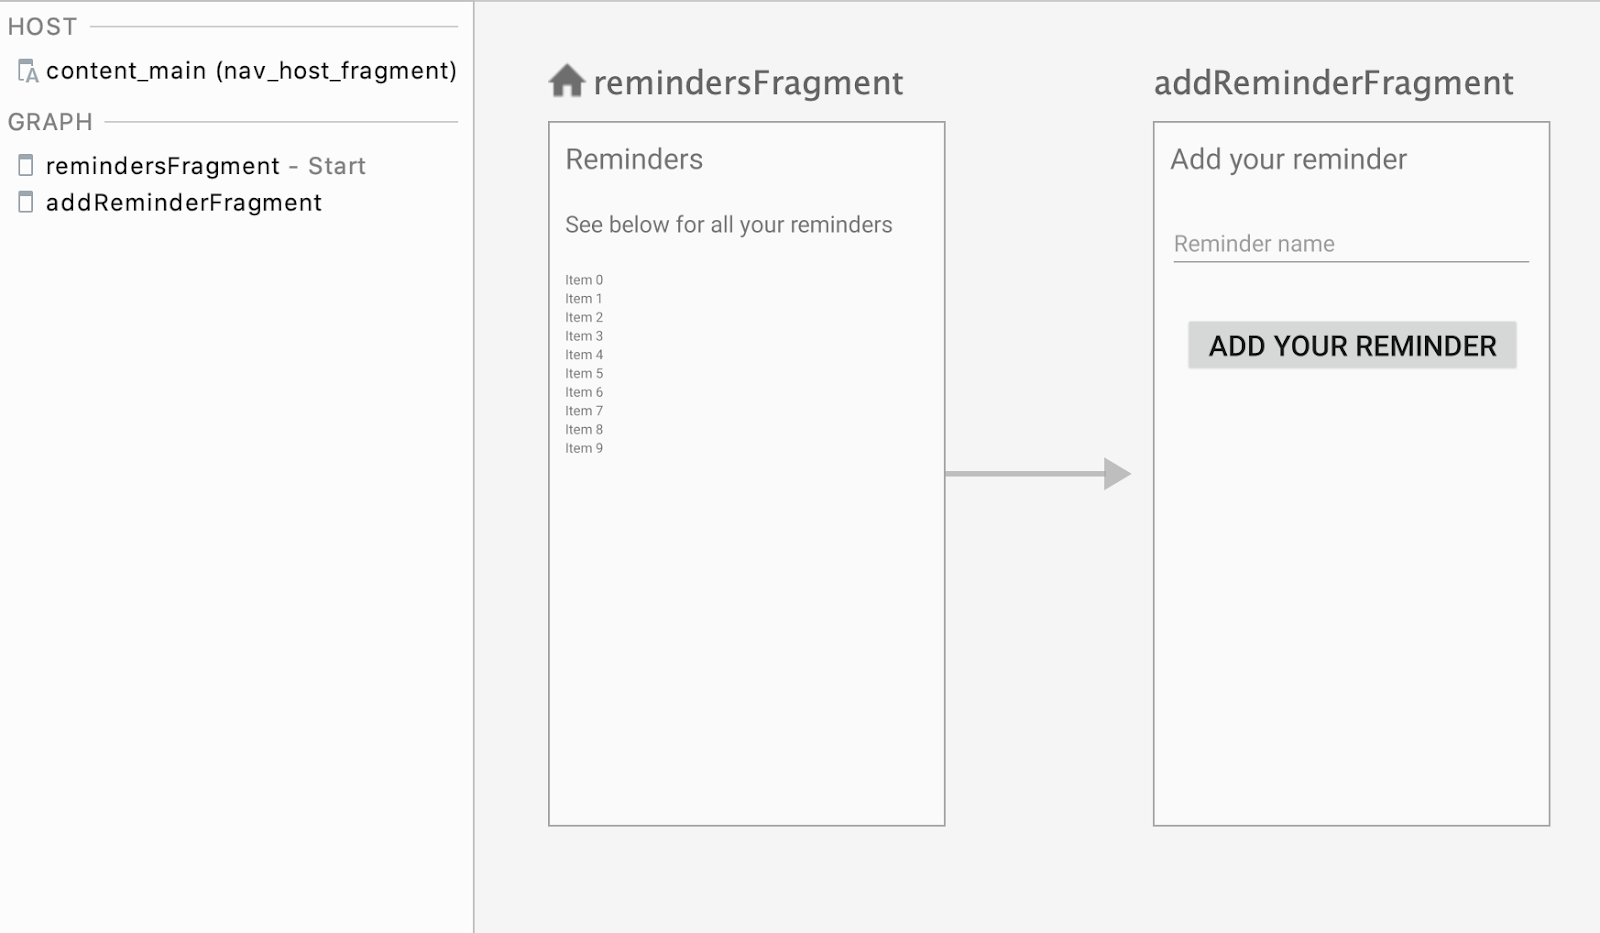 HOST
content_main (nav_host_fragment)
GRAPH
remindersFragment - Start
addReminderFragment
remindersFragment
Reminders
See below for all your reminders
Item 0
Item 1
Item 2
Item 3
Item 4
Item 5
Item 6
Item 7
Item 8
Item 9
addReminderFragment
Add your reminder
Reminder name
ADD YOUR REMINDER